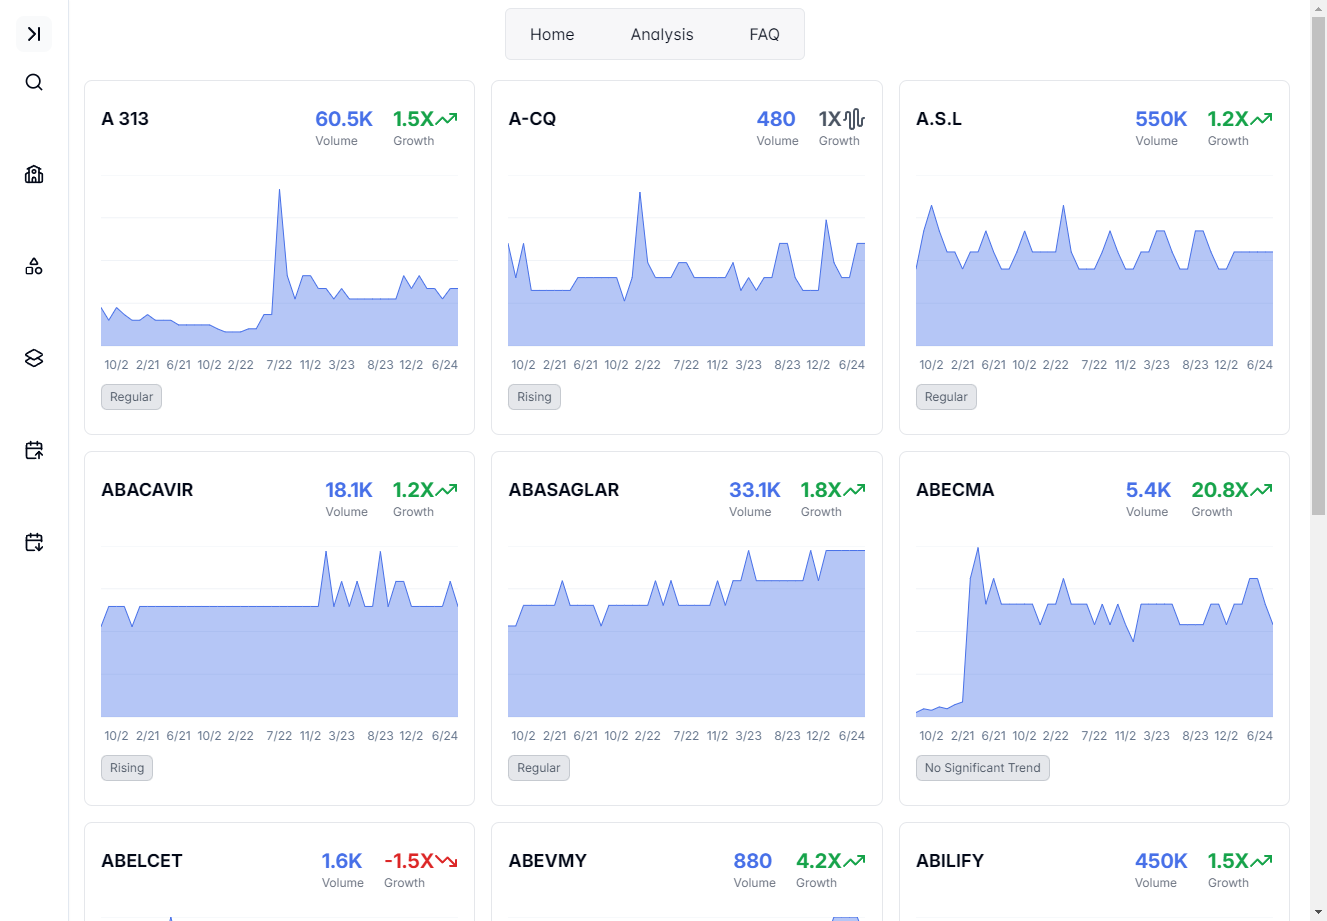 Home Analysis FAQ
A 313
60.5K 1.5X
Volume Growth
10/2 2/21 6/21 10/2 2/22 7/22 11/2 3/23 8/23 12/2 6/24
Regular
A-CQ
480 1X
Volume Growth
10/2 2/21 6/21 10/2 2/22 7/22 11/2 3/23 8/23 12/2 6/24
Rising
A.S.L
550K 1.2X
Volume Growth
10/2 2/21 6/21 10/2 2/22 7/22 11/2 3/23 8/23 12/2 6/24
Regular
ABACAVIR
18.1K 1.2X
Volume Growth
10/2 2/21 6/21 10/2 2/22 7/22 11/2 3/23 8/23 12/2 6/24
Rising
ABASAGLAR
33.1K 1.8X
Volume Growth
10/2 2/21 6/21 10/2 2/22 7/22 11/2 3/23 8/23 12/2 6/24
Regular
ABECMA
5.4K 20.8X
Volume Growth
10/2 2/21 6/21 10/2 2/22 7/22 11/2 3/23 8/23 12/2 6/24
No Significant Trend
ABELCET
1.6K -1.5X
Volume Growth
ABEVMY
880 4.2X
Volume Growth
ABILIFY
450K 1.5X
Volume Growth